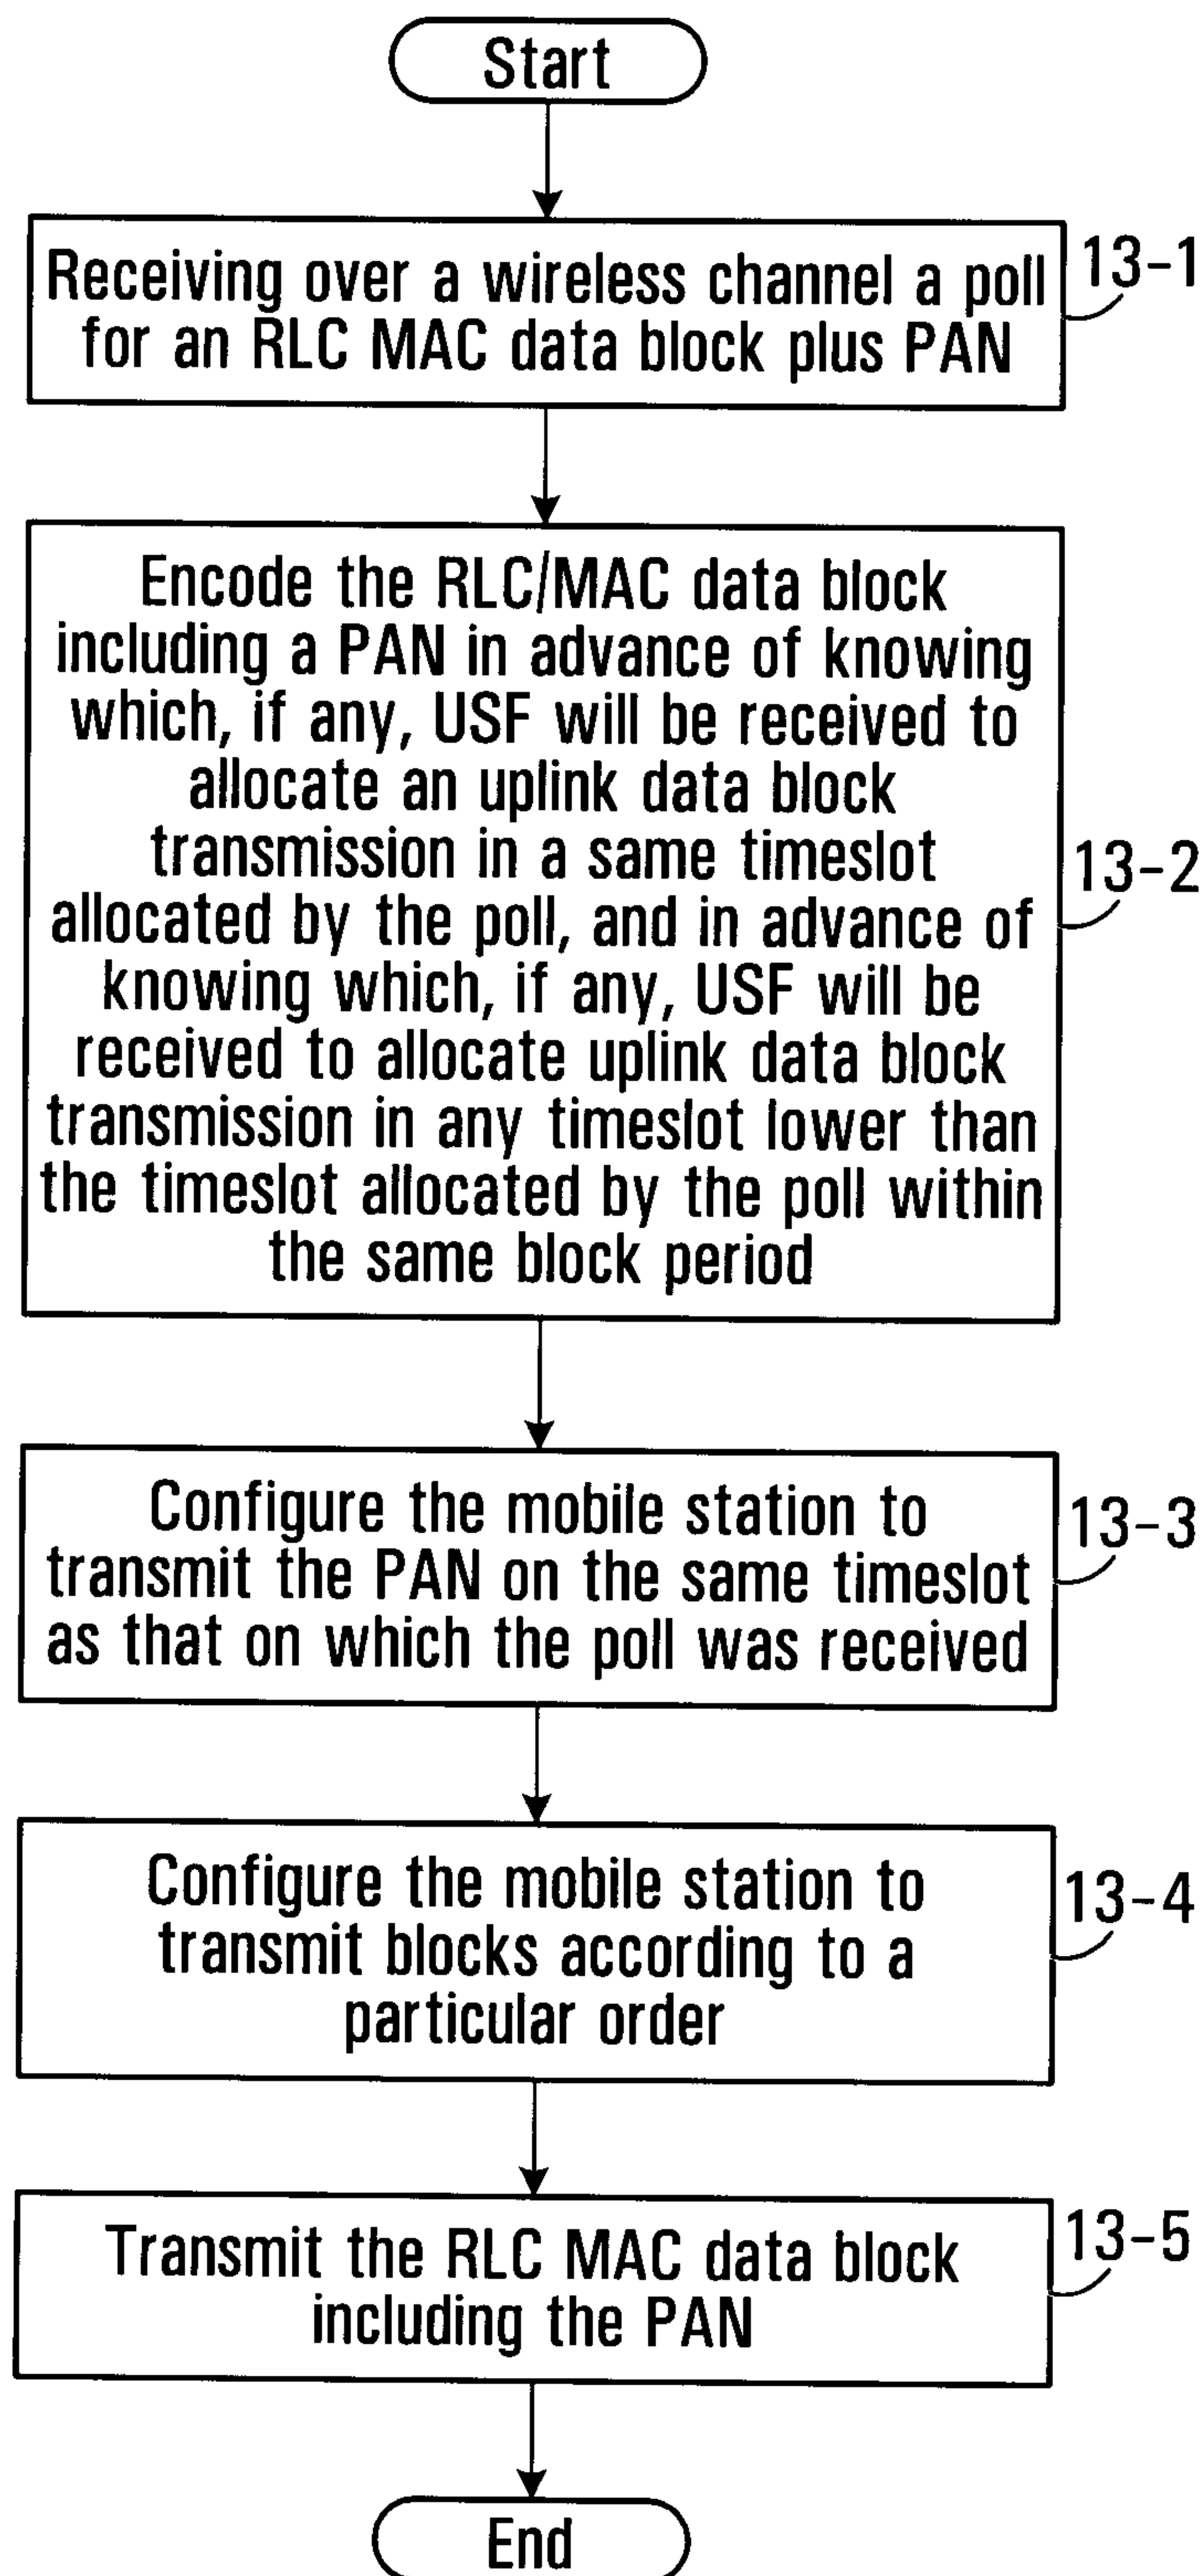 Start
Receiving over a wireless channel a poll
for an RLC MAC data block plus PAN
13-1
Encode the RLC/MAC data block
including a PAN in advance of knowing
which, if any, USF will be received to
allocate an uplink data block
transmission in a same timeslot
allocated by the poll, and in advance of
knowing which, if any, USF will be
received to allocate uplink data block
transmission in any timeslot lower than
the timeslot allocated by the poll within
the same block period
13-2
Configure the mobile station to
transmit the PAN on the same timeslot
as that on which the poll was received
13-3
Configure the mobile station to
transmit blocks according to a
particular order
13-4
Transmit the RLC MAC data block
including the PAN
13-5
End